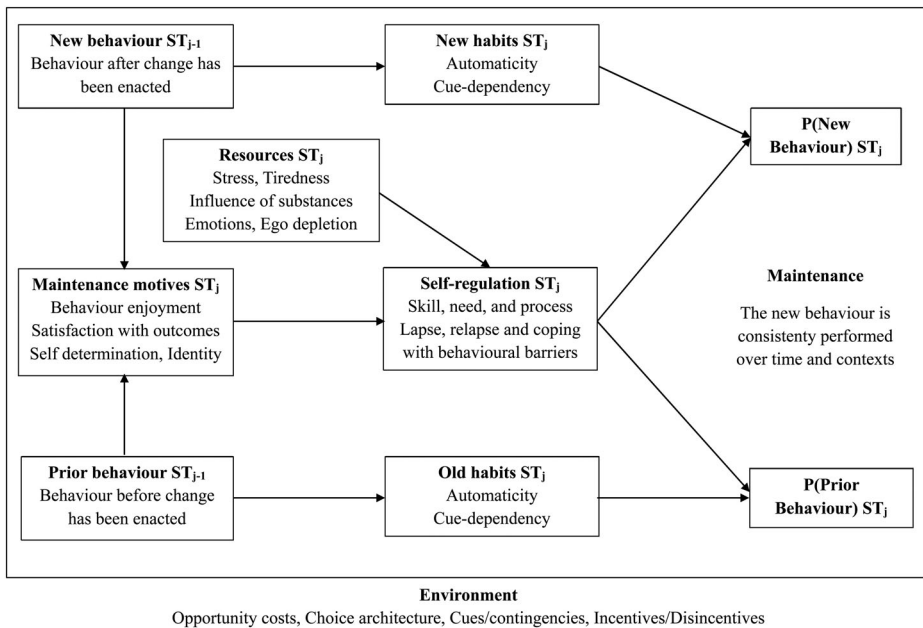 New behaviour STj-1
Behaviour after change has
been enacted
New habits STj
Automaticity
Cue-dependency
P(New
Behaviour) STj
Resources STj
Stress, Tiredness
Influence of substances
Emotions, Ego depletion
Maintenance motives STj
Behaviour enjoyment
Satisfaction with outcomes
Self determination, Identity
Self-regulation STj
Skill, need, and process
Lapse, relapse and coping
with behavioural barriers
Maintenance
The new behaviour is
consistenty performed
over time and contexts
Prior behaviour STj-1
Behaviour before change
has been enacted
Old habits STj
Automaticity
Cue-dependency
P(Prior
Behaviour) STj
Environment
Opportunity costs, Choice architecture, Cues/contingencies, Incentives/Disincentives